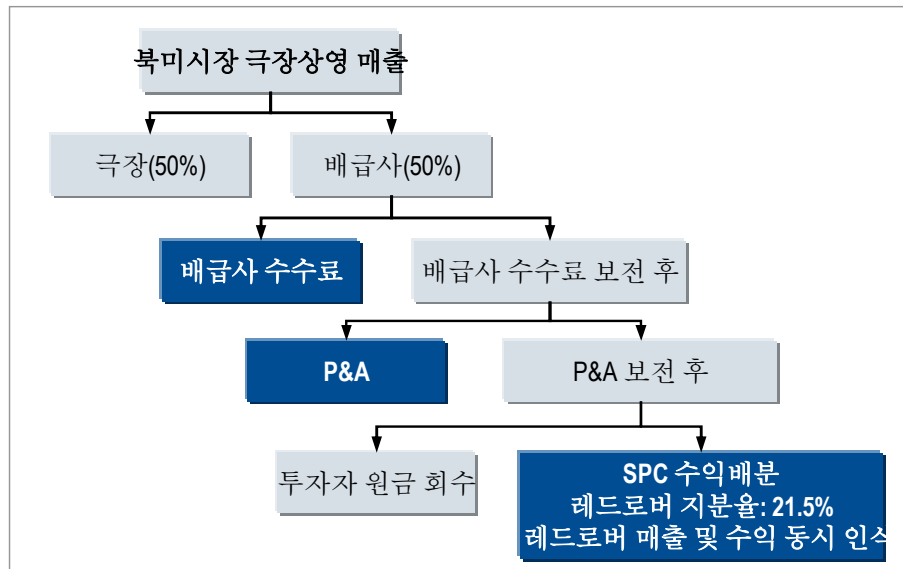 북미시장 극장상영 매출
극장(50%)
배급사(50%)
배급사 수수료
배급사 수수료 보전 후
P&A
P&A 보전 후
투자자 원금 회수
SPC 수익배분
레드로버 지분율: 21.5%
레드로버 매출 및 수익 동시 인식